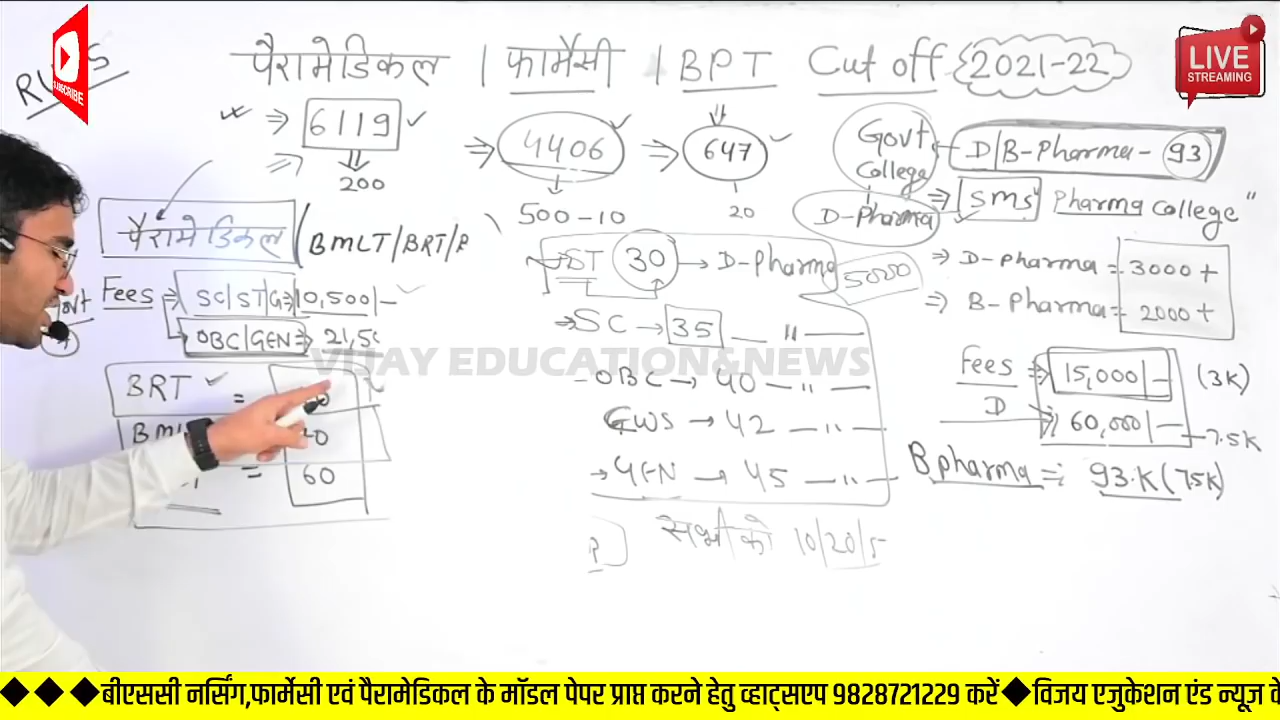 पैरामेडिकल | फार्मेसी | BPT Cut off 2021-22
SUBSCRIBE
LIVE
STREAMING
⇒ 6119 ✓ ⇒ 4406 ✓ ⇒ 647 ✓
200 500-10 20
Govt College D|B-Pharma - 93
D-Pharma ⇒ SMS Pharma College "
पैरामेडिकल / BMLT/BRT/
Fees ⇒ SC|ST|G⇒ 10,500/-
OBC|GEN ⇒ 21,5
BRT ✓ =
= 60
ST 30 → D-Pharma 5000
→ SC → 35 — " —
- OBC → 40 — " —
EWS → 42 — " —
→ GEN → 45 — " —
सभी को 10/20/5
⇒ D-Pharma = 3000+
⇒ B-Pharma = 2000+
Fees ⇒ 15,000/- (3K)
D ⇒ 60,000/- 7.5K
B pharma ⇒ 93.K (7.5K)
VIJAY EDUCATION&NEWS
◆◆◆बीएससी नर्सिंग,फार्मेसी एवं पैरामेडिकल के मॉडल पेपर प्राप्त करने हेतु व्हाट्सएप 9828721229 करें◆विजय एजुकेशन एंड न्यूज़ के